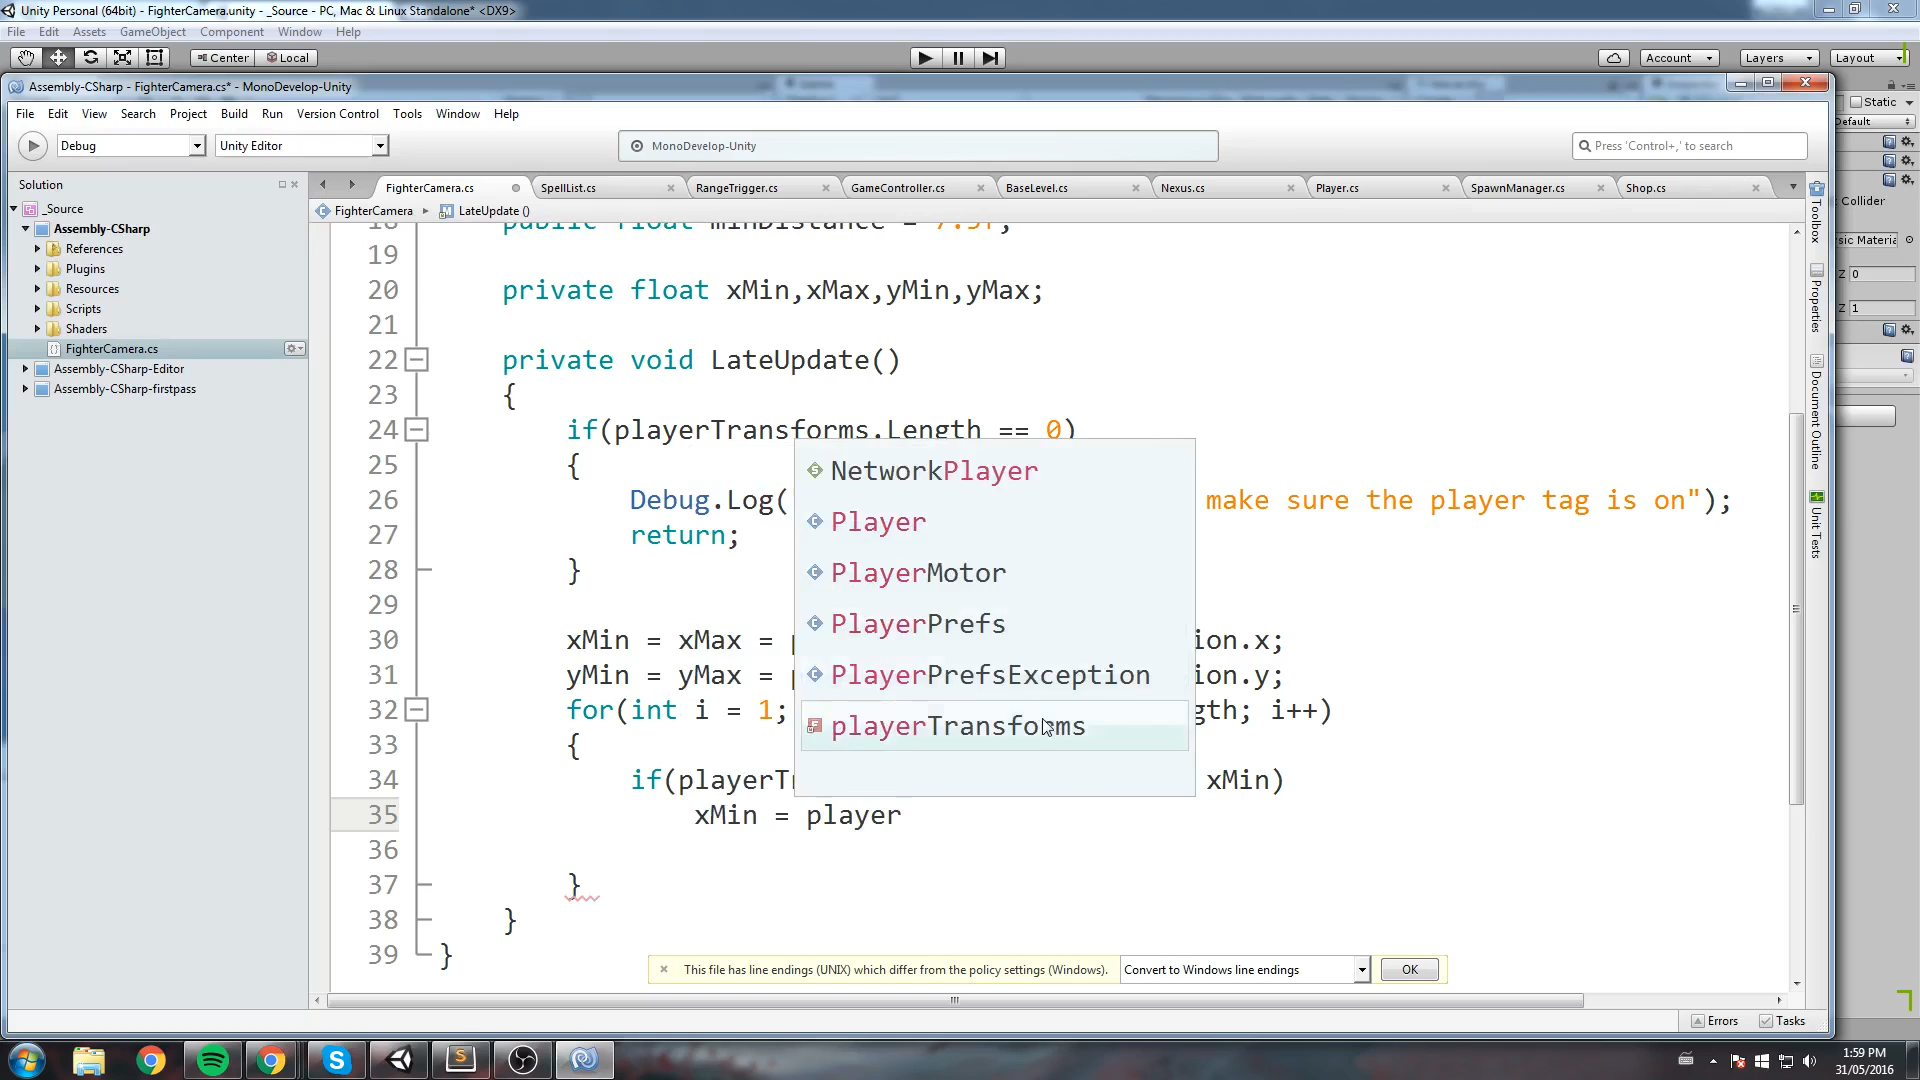 Unity Personal (64bit) - FighterCamera.unity - _Source - PC, Mac & Linux Standalone* <DX9>
File Edit Assets GameObject Component Window Help
Center Local Account Layers Layout
Assembly-CSharp - FighterCamera.cs* - MonoDevelop-Unity
Static
File Edit View Search Project Build Run Version Control Tools Window Help
Default
Debug Unity Editor MonoDevelop-Unity Press 'Control+,' to search
Solution
FighterCamera.cs SpellList.cs RangeTrigger.cs GameController.cs BaseLevel.cs Nexus.cs Player.cs SpawnManager.cs Shop.cs
Toolbox
Properties
Document Outline
Unit Tests
Collider
Z 0
Z 1
FighterCamera LateUpdate ()
_Source
Assembly-CSharp
References
Plugins
Resources
Scripts
Shaders
FighterCamera.cs
Assembly-CSharp-Editor
Assembly-CSharp-firstpass
public float minDistance = 7.5f;
19
20 private float xMin,xMax,yMin,yMax;
21
22 private void LateUpdate()
23 {
24 if(playerTransforms.Length == 0)
25 {
26 Debug.Log( make sure the player tag is on");
27 return;
28 }
29
30 xMin = xMax = p ion.x;
31 yMin = yMax = p ion.y;
32 for(int i = 1; gth; i++)
33 {
34 if(playerT xMin)
35 xMin = player
36
37 }
38 }
39 }
NetworkPlayer
Player
PlayerMotor
PlayerPrefs
PlayerPrefsException
playerTransforms
This file has line endings (UNIX) which differ from the policy settings (Windows). Convert to Windows line endings OK
Errors Tasks
1:59 PM
31/05/2016